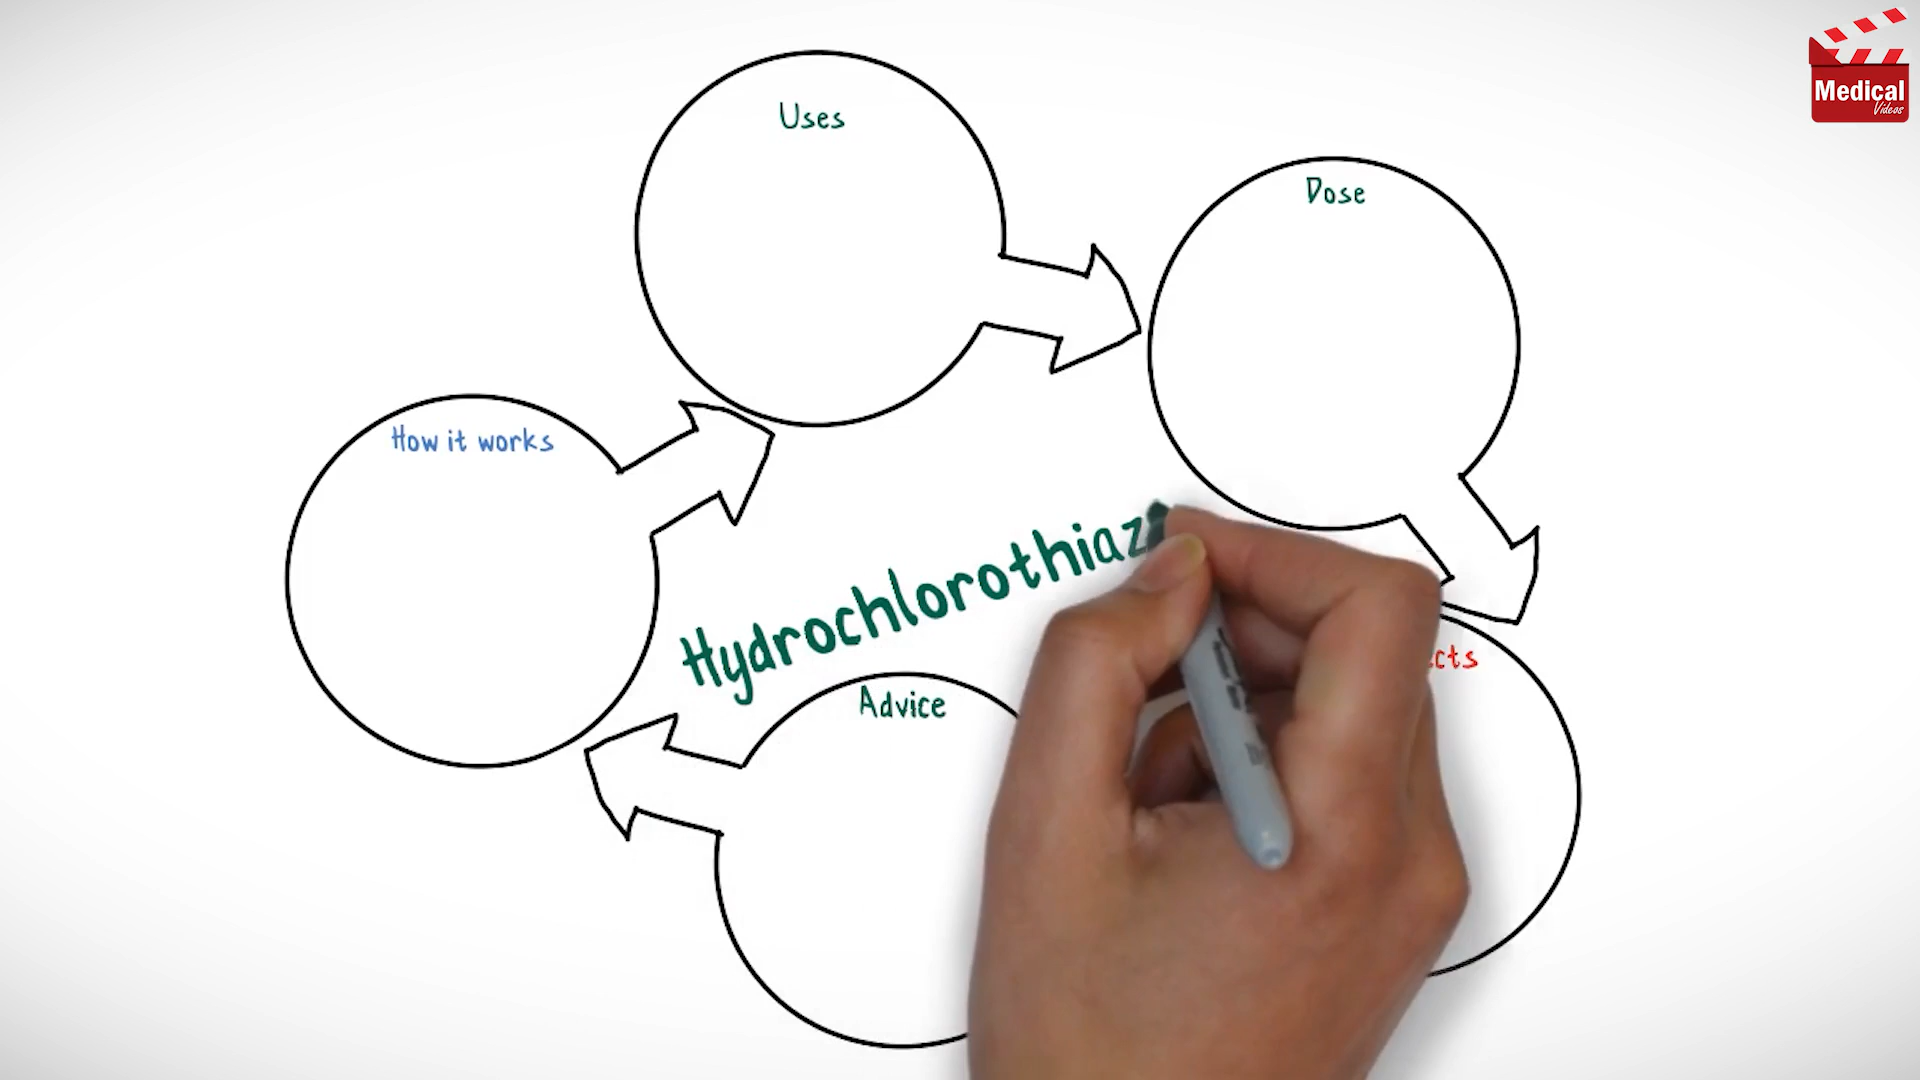 Medical
Videos
Uses
Dose
How it works
Hydrochlorothiaz
cts
Advice